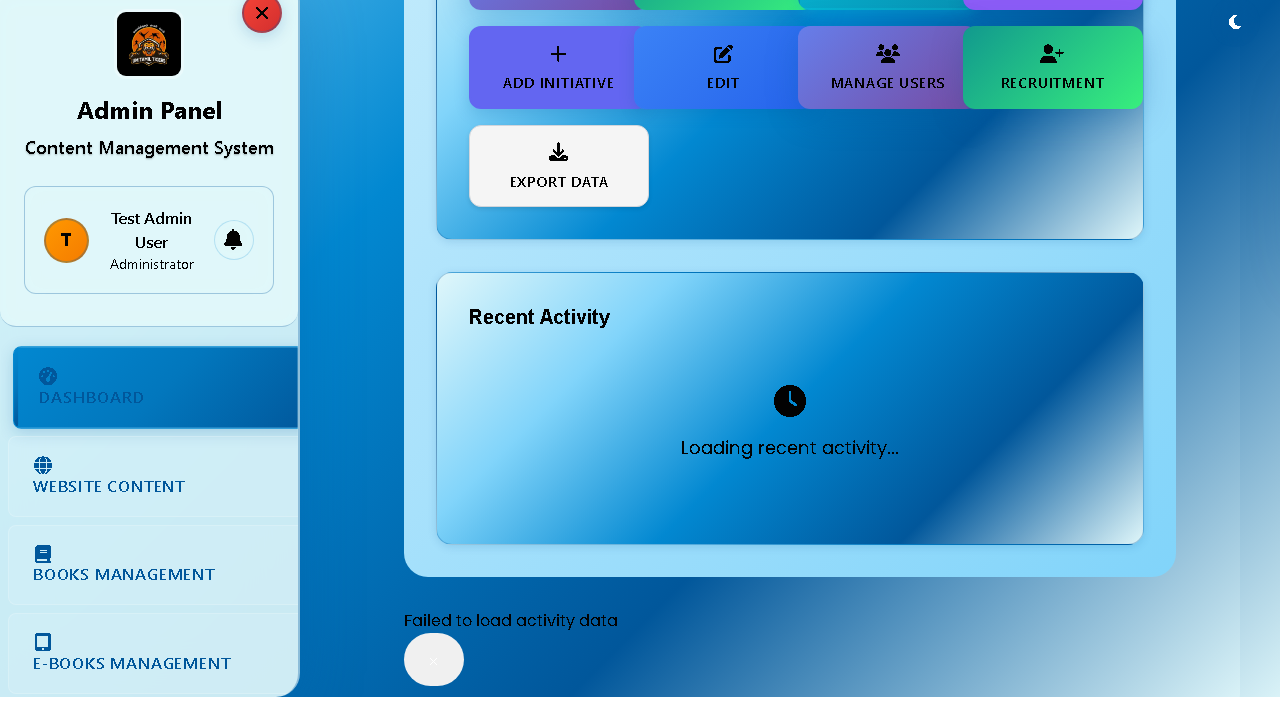 Admin Panel
Content Management System
T
Test Admin
User
Administrator
DASHBOARD
WEBSITE CONTENT
BOOKS MANAGEMENT
E-BOOKS MANAGEMENT
ADD INITIATIVE
EDIT
MANAGE USERS
RECRUITMENT
EXPORT DATA
Recent Activity
Loading recent activity...
Failed to load activity data
×